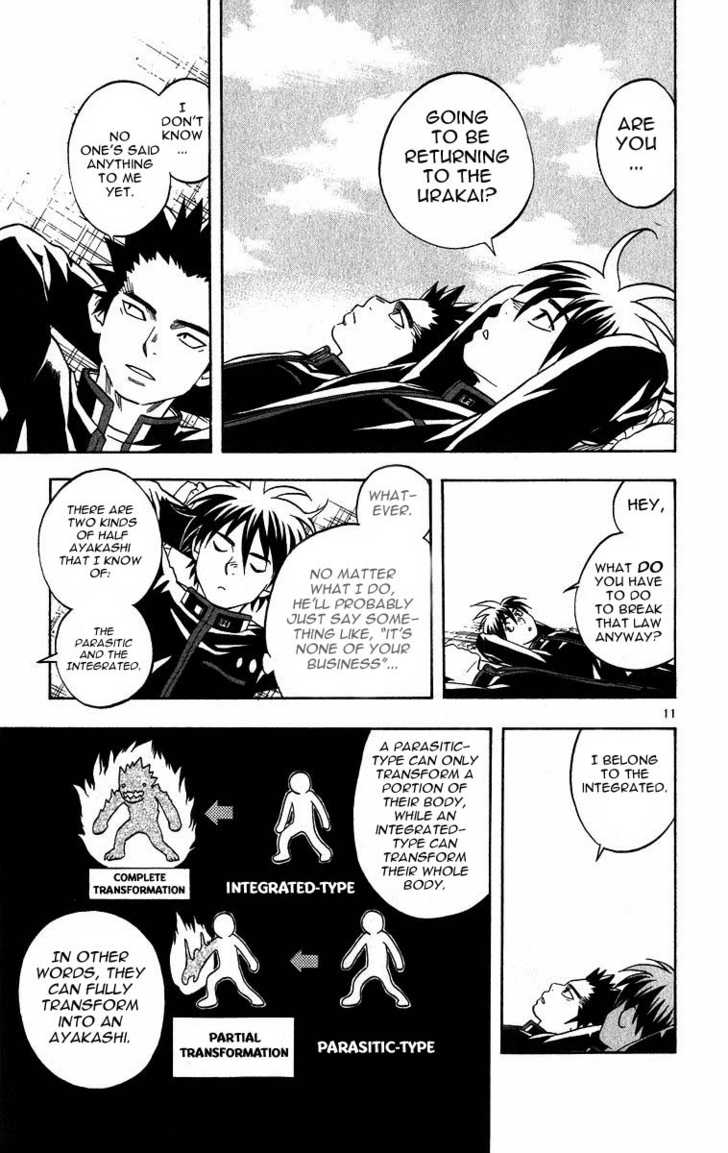 ARE
YOU
...
GOING
TO BE
RETURNING
TO THE
URAKAI?
I
DON'T
KNOW
...
NO
ONE'S SAID
ANYTHING
TO ME
YET.
HEY,
WHAT DO
YOU HAVE
TO DO
TO BREAK
THAT LAW
ANYWAY?
WHAT-
EVER.
NO MATTER
WHAT I DO,
HE'LL PROBABLY
JUST SAY SOME-
THING LIKE, "IT'S
NONE OF YOUR
BUSINESS"...
THERE ARE
TWO KINDS
OF HALF
AYAKASHI
THAT I KNOW
OF:
THE
PARASITIC
AND THE
INTEGRATED.
11
I BELONG
TO THE
INTEGRATED.
A PARASITIC-
TYPE CAN ONLY
TRANSFORM A
PORTION OF
THEIR BODY,
WHILE AN
INTEGRATED-
TYPE CAN
TRANSFORM
THEIR WHOLE
BODY.
COMPLETE
TRANSFORMATION
INTEGRATED-TYPE
PARTIAL
TRANSFORMATION
PARASITIC-TYPE
IN OTHER
WORDS, THEY
CAN FULLY
TRANSFORM
INTO AN
AYAKASHI.